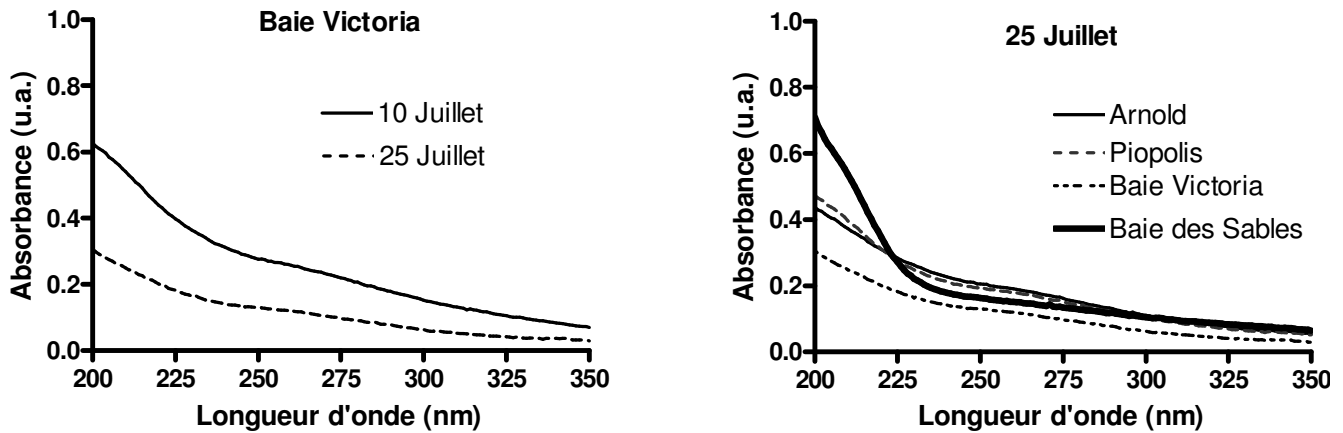 Baie Victoria
Absorbance (u.a.)
1.0
0.8
0.6
0.4
0.2
0.0
10 Juillet
25 Juillet
200 225 250 275 300 325 350
Longueur d'onde (nm)
25 Juillet
Absorbance (u.a.)
1.0
0.8
0.6
0.4
0.2
0.0
Arnold
Piopolis
Baie Victoria
Baie des Sables
200 225 250 275 300 325 350
Longueur d'onde (nm)